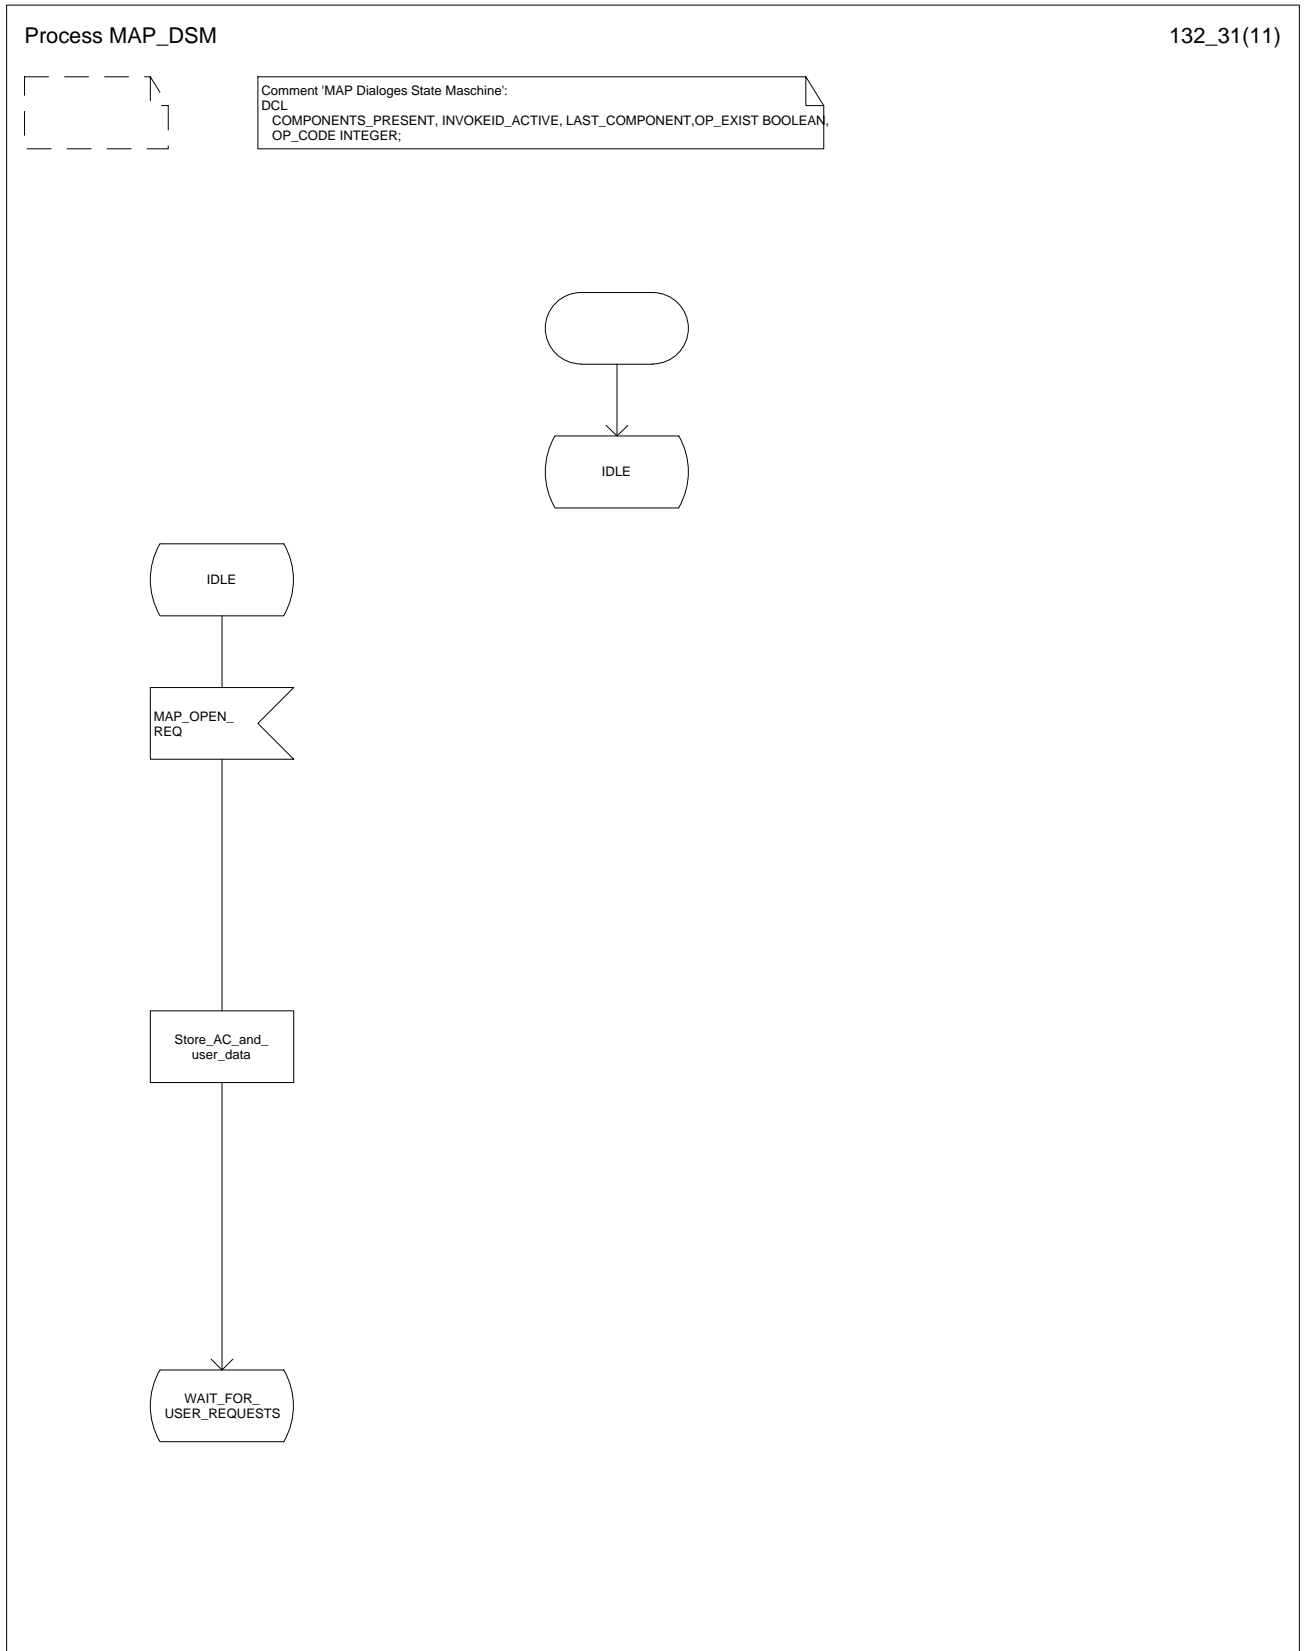 Process MAP_DSM
132_31(11)
Comment 'MAP Dialoges State Maschine':
DCL
COMPONENTS_PRESENT, INVOKEID_ACTIVE, LAST_COMPONENT,OP_EXIST BOOLEAN,
OP_CODE INTEGER;
IDLE
IDLE
MAP_OPEN_
REQ
Store_AC_and_
user_data
WAIT_FOR_
USER_REQUESTS